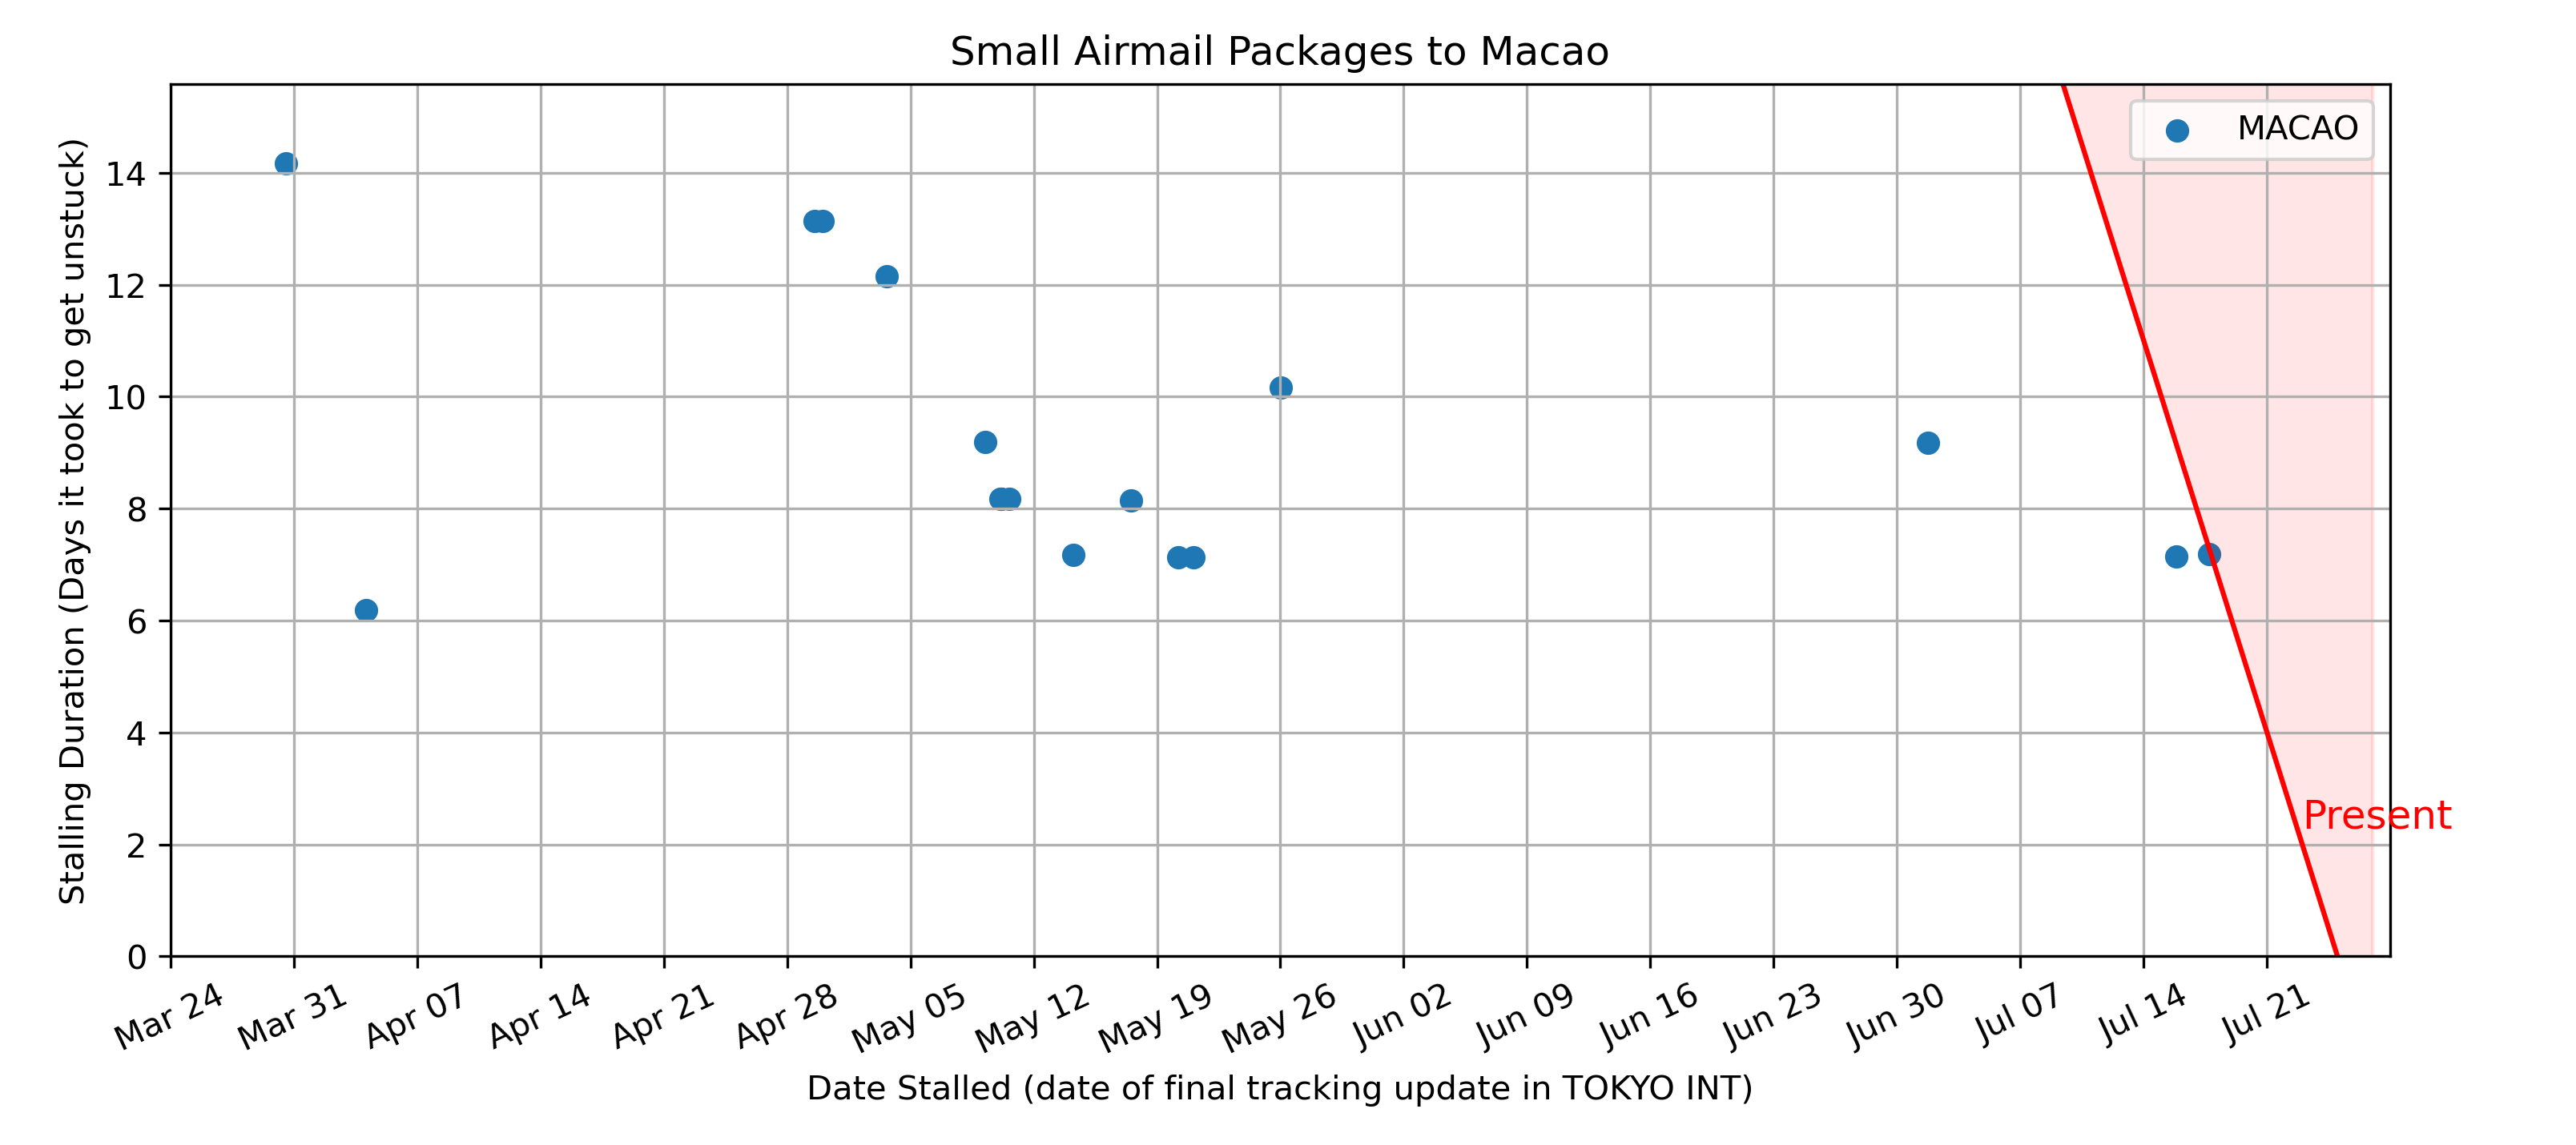 Small Airmail Packages to Macao
MACAO
Stalling Duration (Days it took to get unstuck)
14
12
10
8
6
4
2
0
Present
Mar 24
Mar 31
Apr 07
Apr 14
Apr 21
Apr 28
May 05
May 12
May 19
May 26
Jun 02
Jun 09
Jun 16
Jun 23
Jun 30
Jul 07
Jul 14
Jul 21
Date Stalled (date of final tracking update in TOKYO INT)